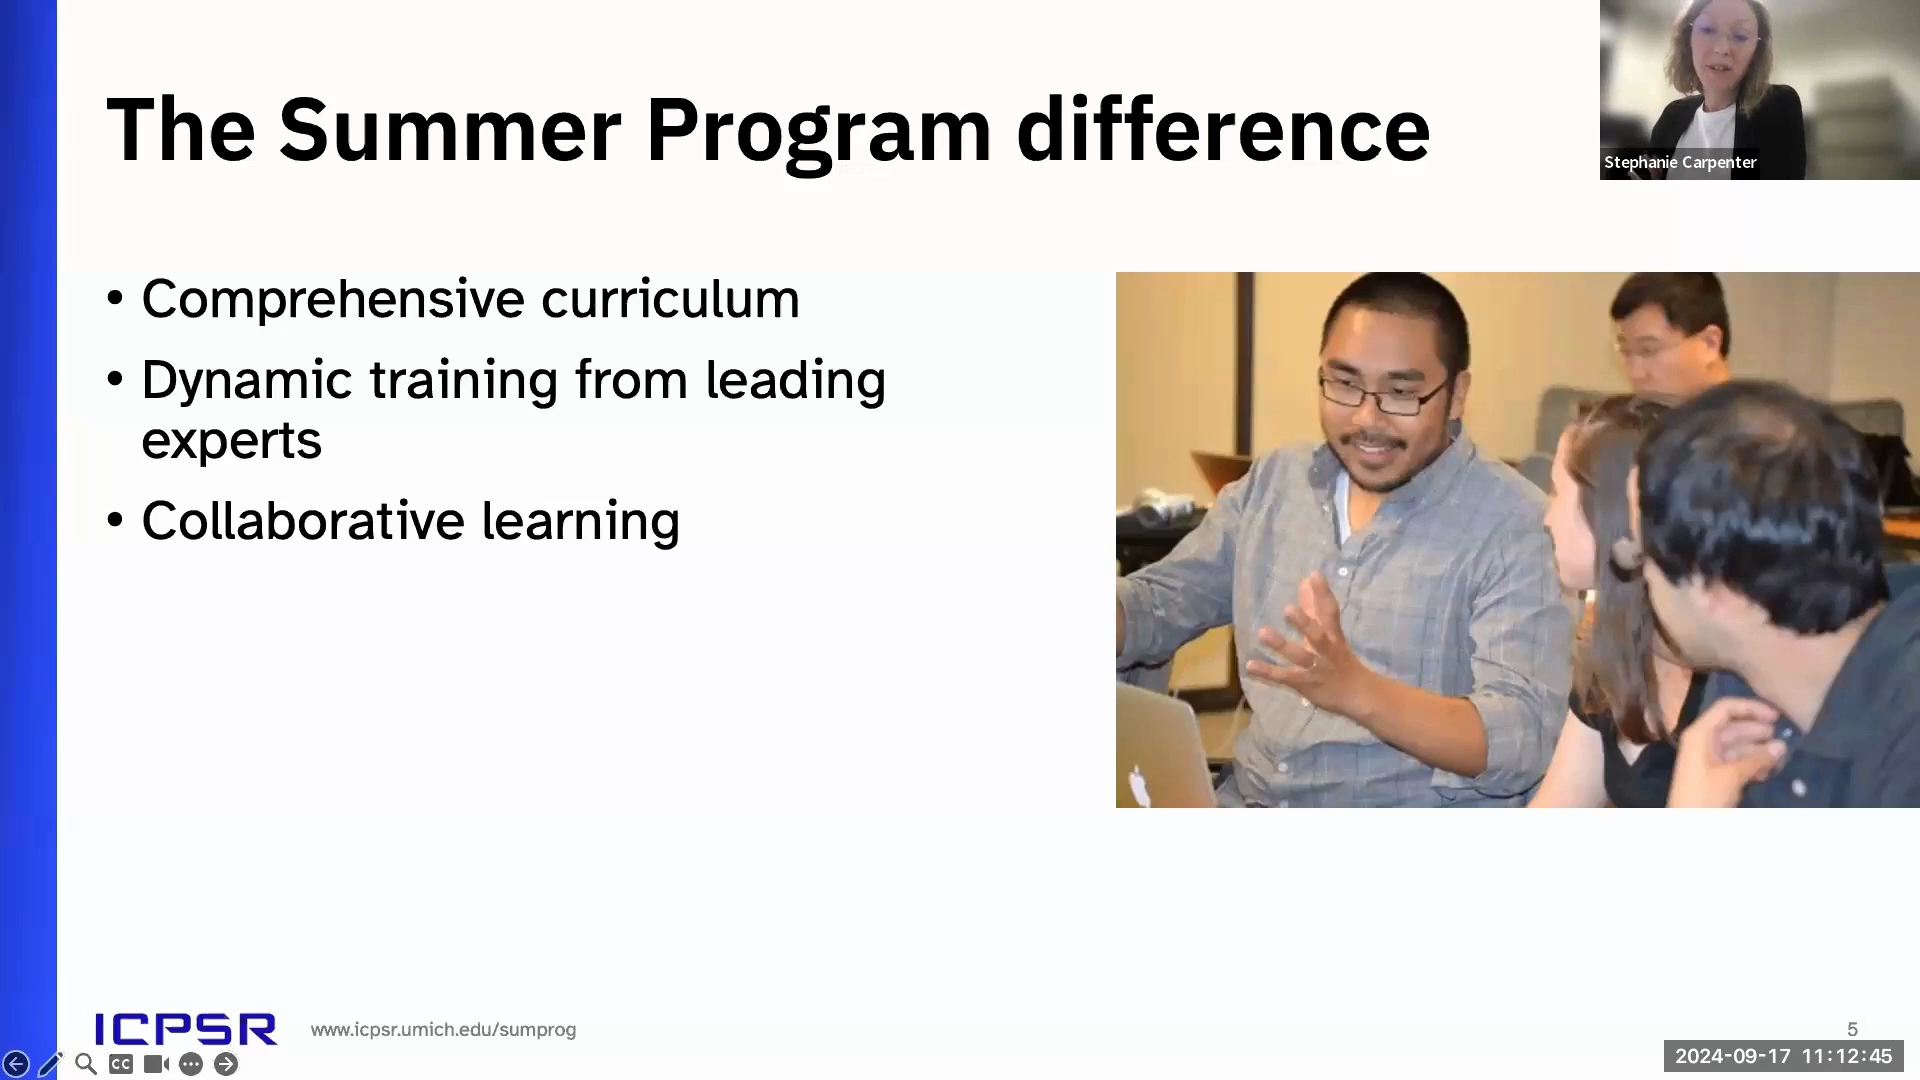 The Summer Program difference
Stephanie Carpenter
• Comprehensive curriculum
• Dynamic training from leading
experts
• Collaborative learning
ICPSR
www.icpsr.umich.edu/sumprog
5
CC
2024-09-17 11:12:45